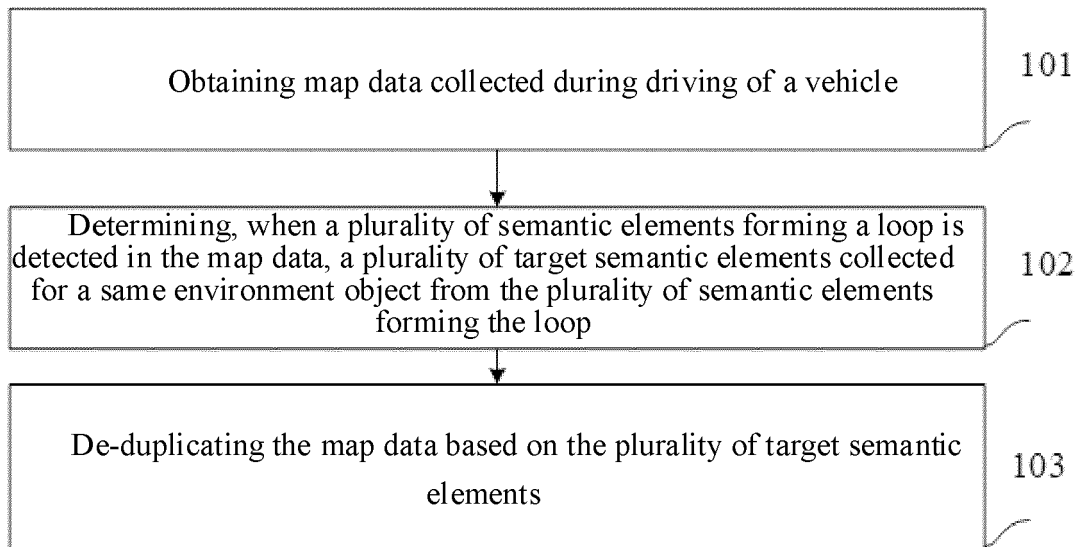 Obtaining map data collected during driving of a vehicle
101
Determining, when a plurality of semantic elements forming a loop is
detected in the map data, a plurality of target semantic elements collected
for a same environment object from the plurality of semantic elements
forming the loop
102
De-duplicating the map data based on the plurality of target semantic
elements
103